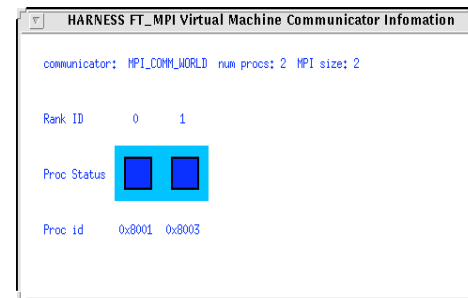 HARNESS FT_MPI Virtual Machine Communicator Infomation
communicator: MPI_COMM_WORLD num procs: 2 MPI size: 2
Rank ID 0 1
Proc Status
Proc id 0x8001 0x8003